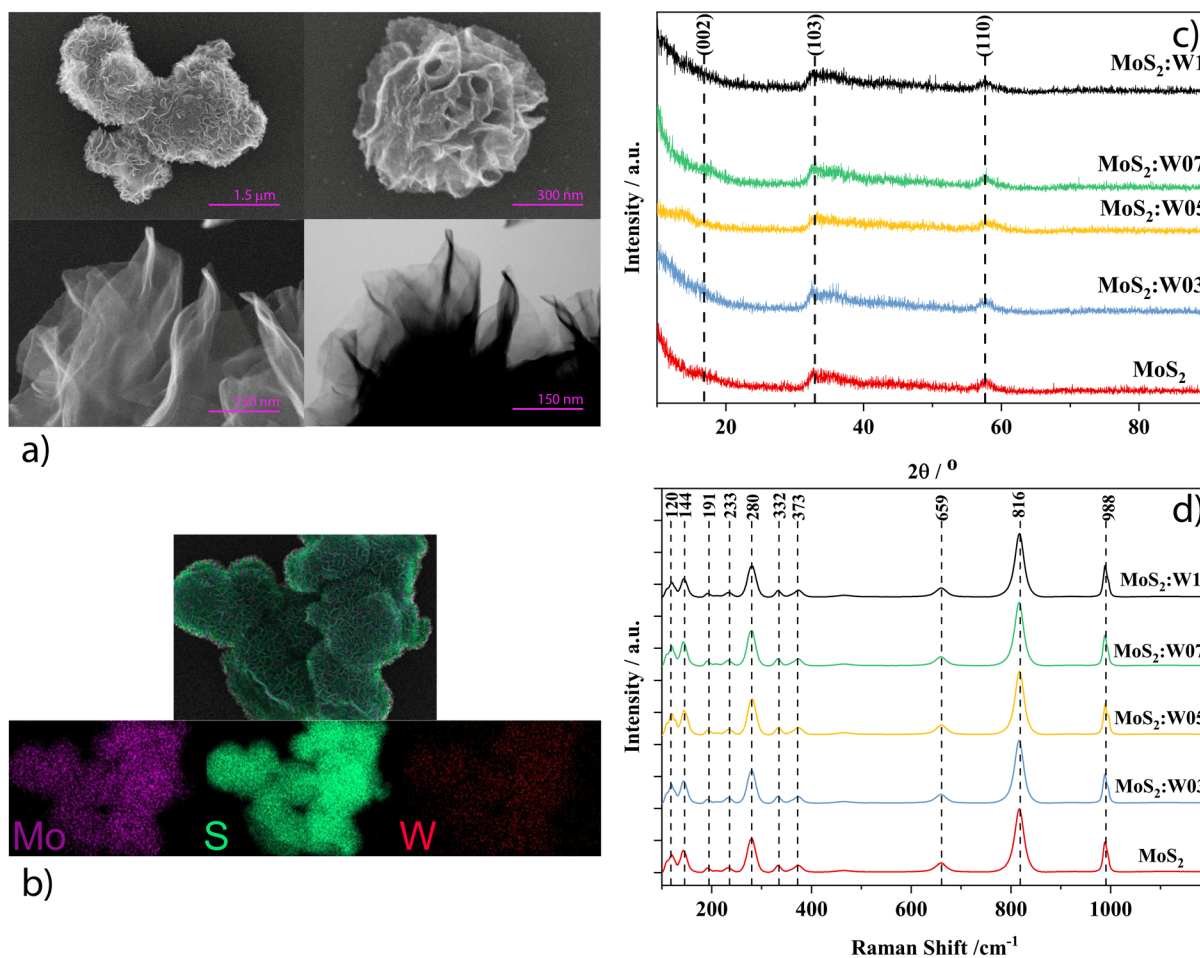 1.5 μm
300 nm
150 nm
a)
Mo
S
W
b)
c)
(002)
(103)
(110)
MoS2:W1
MoS2:W07
MoS2:W05
MoS2:W03
MoS2
Intensity / a.u.
20 40 60 80
2θ / °
d)
120 144 191 233 280 332 373 659 816 988
MoS2:W1
MoS2:W07
MoS2:W05
MoS2:W03
MoS2
Intensity / a.u.
200 400 600 800 1000
Raman Shift /cm-1